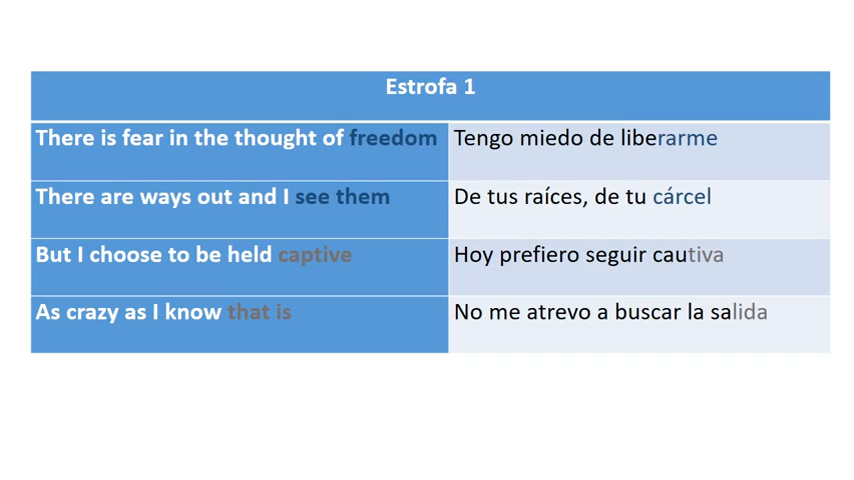 Estrofa 1
There is fear in the thought of freedom
Tengo miedo de liberarme
There are ways out and I see them
De tus raíces, de tu cárcel
But I choose to be held captive
Hoy prefiero seguir cautiva
As crazy as I know that is
No me atrevo a buscar la salida